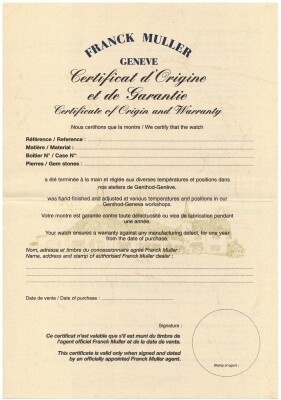 FRANCK MULLER
GENEVE
Certificat d'Origine
et de Garantie
Certificate of Origin and Warranty
Nous certifions que la montre / We certify that the watch
Référence / Reference :
Matière / Material :
Boîtier N° / Case N° :
Pierres / Gem stones :
a été terminée à la main et réglée aux diverses températures et positions dans
nos ateliers de Genthod-Genève.
was hand-finished and adjusted at various temperatures and positions in our
Genthod-Geneva workshops.
Votre montre est garantie contre toute défectuosité ou vice de fabrication pendant
une année.
Your watch ensures a warranty against any manufacturing defect, for one year
from the date of purchase.
Nom, adresse et timbre du concessionnaire agréé Franck Muller :
Name, address and stamp of authorised Franck Muller dealer :
Date de vente / Date of purchase :
Signature :
Ce certificat n'est valable que s'il est muni du timbre de
l'agent officiel Franck Muller et de la date de vente.
This certificate is valid only when signed and dated
by an officially appointed Franck Muller agent.
Stamp of agent :